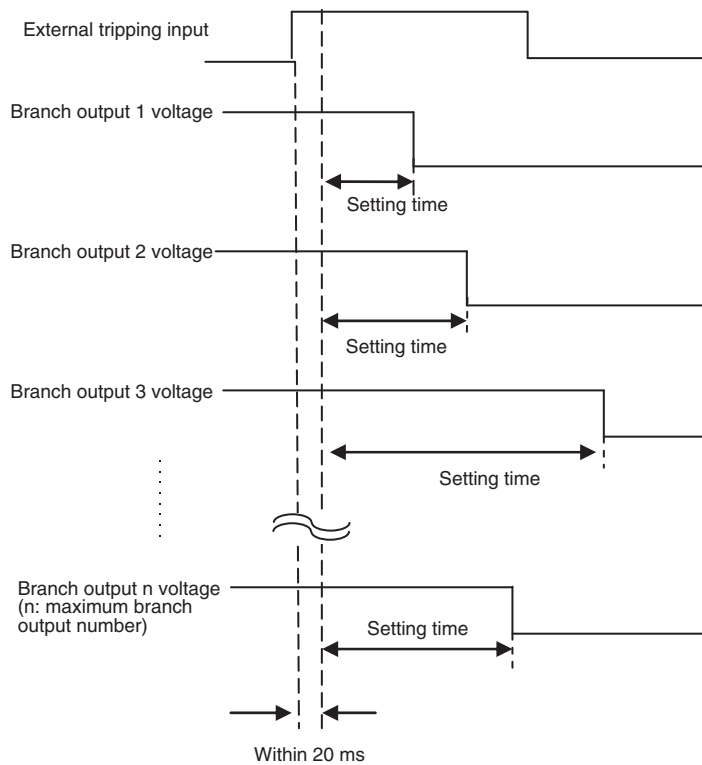 External tripping input
Branch output 1 voltage
Setting time
Branch output 2 voltage
Setting time
Branch output 3 voltage
Setting time
Branch output n voltage
(n: maximum branch
output number)
Setting time
Within 20 ms